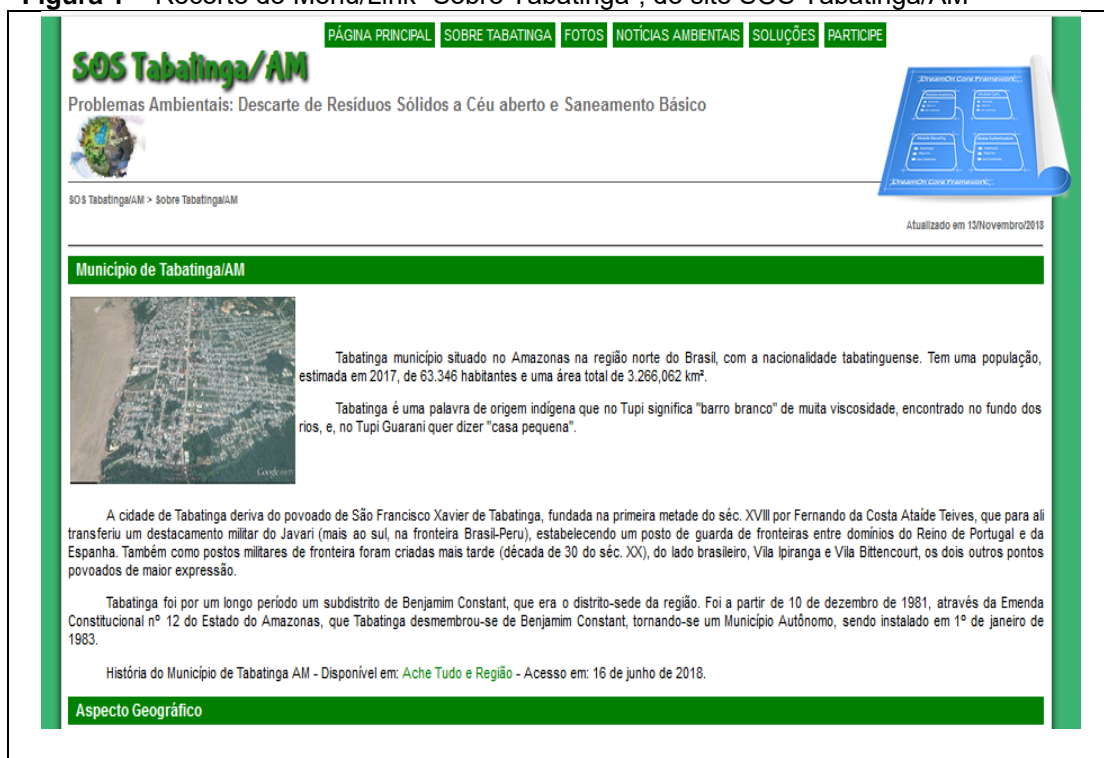 PÁGINA PRINCIPAL SOBRE TABATINGA FOTOS NOTÍCIAS AMBIENTAIS SOLUÇÕES PARTICIPE
SOS Tabatinga/AM
Problemas Ambientais: Descarte de Resíduos Sólidos a Céu aberto e Saneamento Básico
DreamOn Core Framework
DreamOn Core Framework
SOS Tabatinga/AM > Sobre Tabatinga/AM
Atualizado em 13/Novembro/2018
Município de Tabatinga/AM
Tabatinga município situado no Amazonas na região norte do Brasil, com a nacionalidade tabatinguense. Tem uma população,
estimada em 2017, de 63.346 habitantes e uma área total de 3.266,062 km².
Tabatinga é uma palavra de origem indígena que no Tupi significa "barro branco" de muita viscosidade, encontrado no fundo dos
rios, e, no Tupi Guarani quer dizer "casa pequena".
Google
A cidade de Tabatinga deriva do povoado de São Francisco Xavier de Tabatinga, fundada na primeira metade do séc. XVIII por Fernando da Costa Ataíde Teives, que para ali
transferiu um destacamento militar do Javari (mais ao sul, na fronteira Brasil-Peru), estabelecendo um posto de guarda de fronteiras entre domínios do Reino de Portugal e da
Espanha. Também como postos militares de fronteira foram criadas mais tarde (década de 30 do séc. XX), do lado brasileiro, Vila Ipiranga e Vila Bittencourt, os dois outros pontos
povoados de maior expressão.
Tabatinga foi por um longo período um subdistrito de Benjamim Constant, que era o distrito-sede da região. Foi a partir de 10 de dezembro de 1981, através da Emenda
Constitucional nº 12 do Estado do Amazonas, que Tabatinga desmembrou-se de Benjamim Constant, tornando-se um Município Autônomo, sendo instalado em 1º de janeiro de
1983.
História do Município de Tabatinga AM - Disponível em: Ache Tudo e Região - Acesso em: 16 de junho de 2018.
Aspecto Geográfico